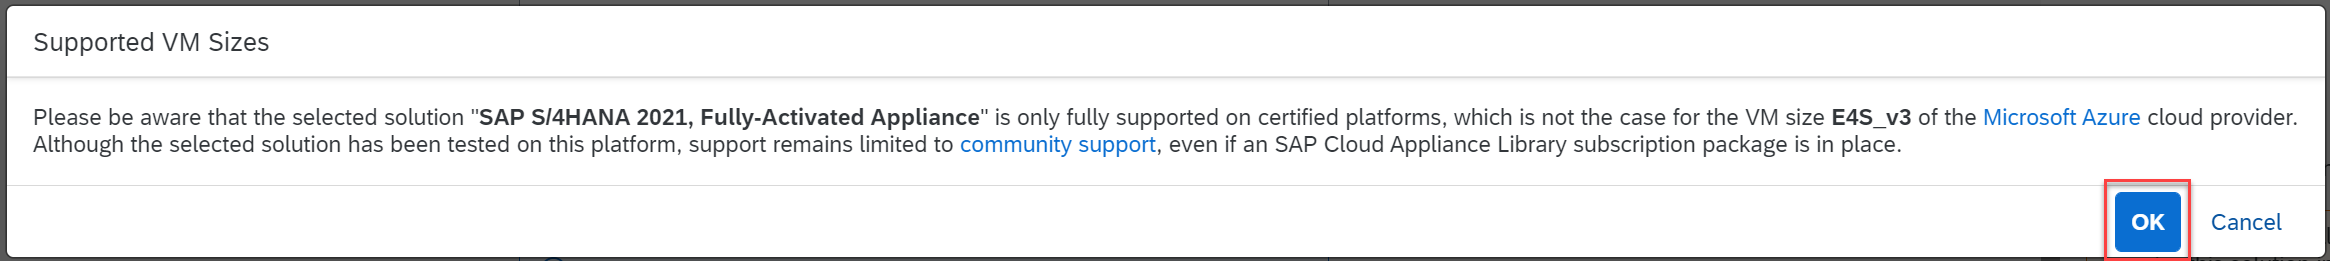 Supported VM Sizes
Please be aware that the selected solution "SAP S/4HANA 2021, Fully-Activated Appliance" is only fully supported on certified platforms, which is not the case for the VM size E4S_v3 of the Microsoft Azure cloud provider.
Although the selected solution has been tested on this platform, support remains limited to community support, even if an SAP Cloud Appliance Library subscription package is in place.
OK Cancel